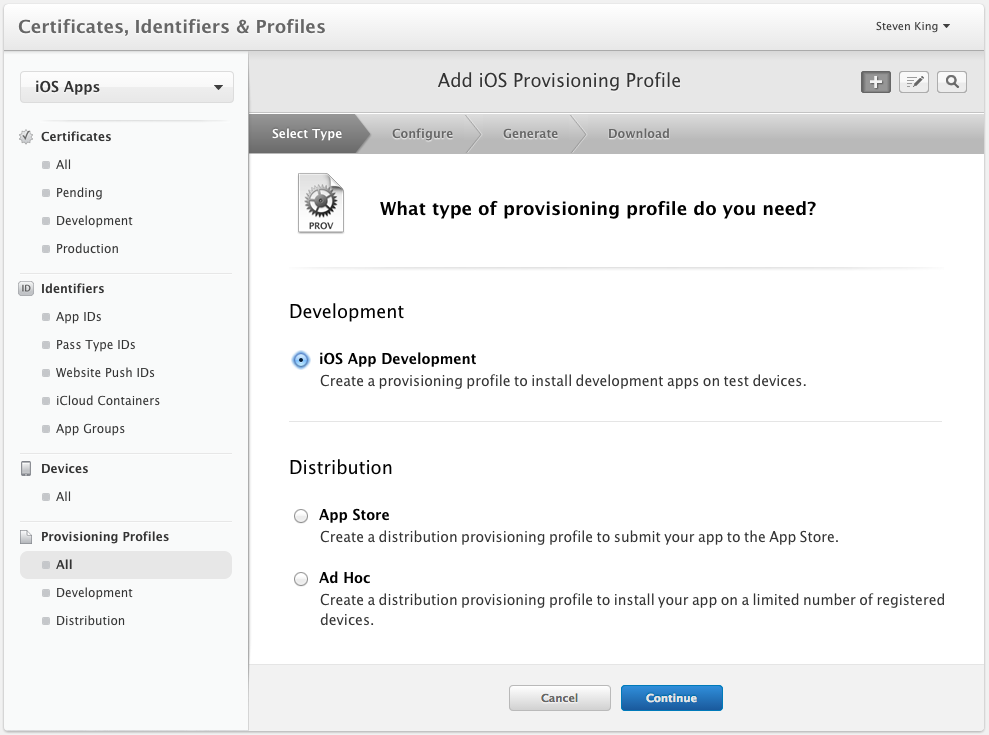 Certificates, Identifiers & Profiles
Steven King
iOS Apps
Certificates
All
Pending
Development
Production
ID Identifiers
App IDs
Pass Type IDs
Website Push IDs
iCloud Containers
App Groups
Devices
All
Provisioning Profiles
All
Development
Distribution
Add iOS Provisioning Profile
Select Type Configure Generate Download
PROV
What type of provisioning profile do you need?
Development
iOS App Development
Create a provisioning profile to install development apps on test devices.
Distribution
App Store
Create a distribution provisioning profile to submit your app to the App Store.
Ad Hoc
Create a distribution provisioning profile to install your app on a limited number of registered
devices.
Cancel Continue